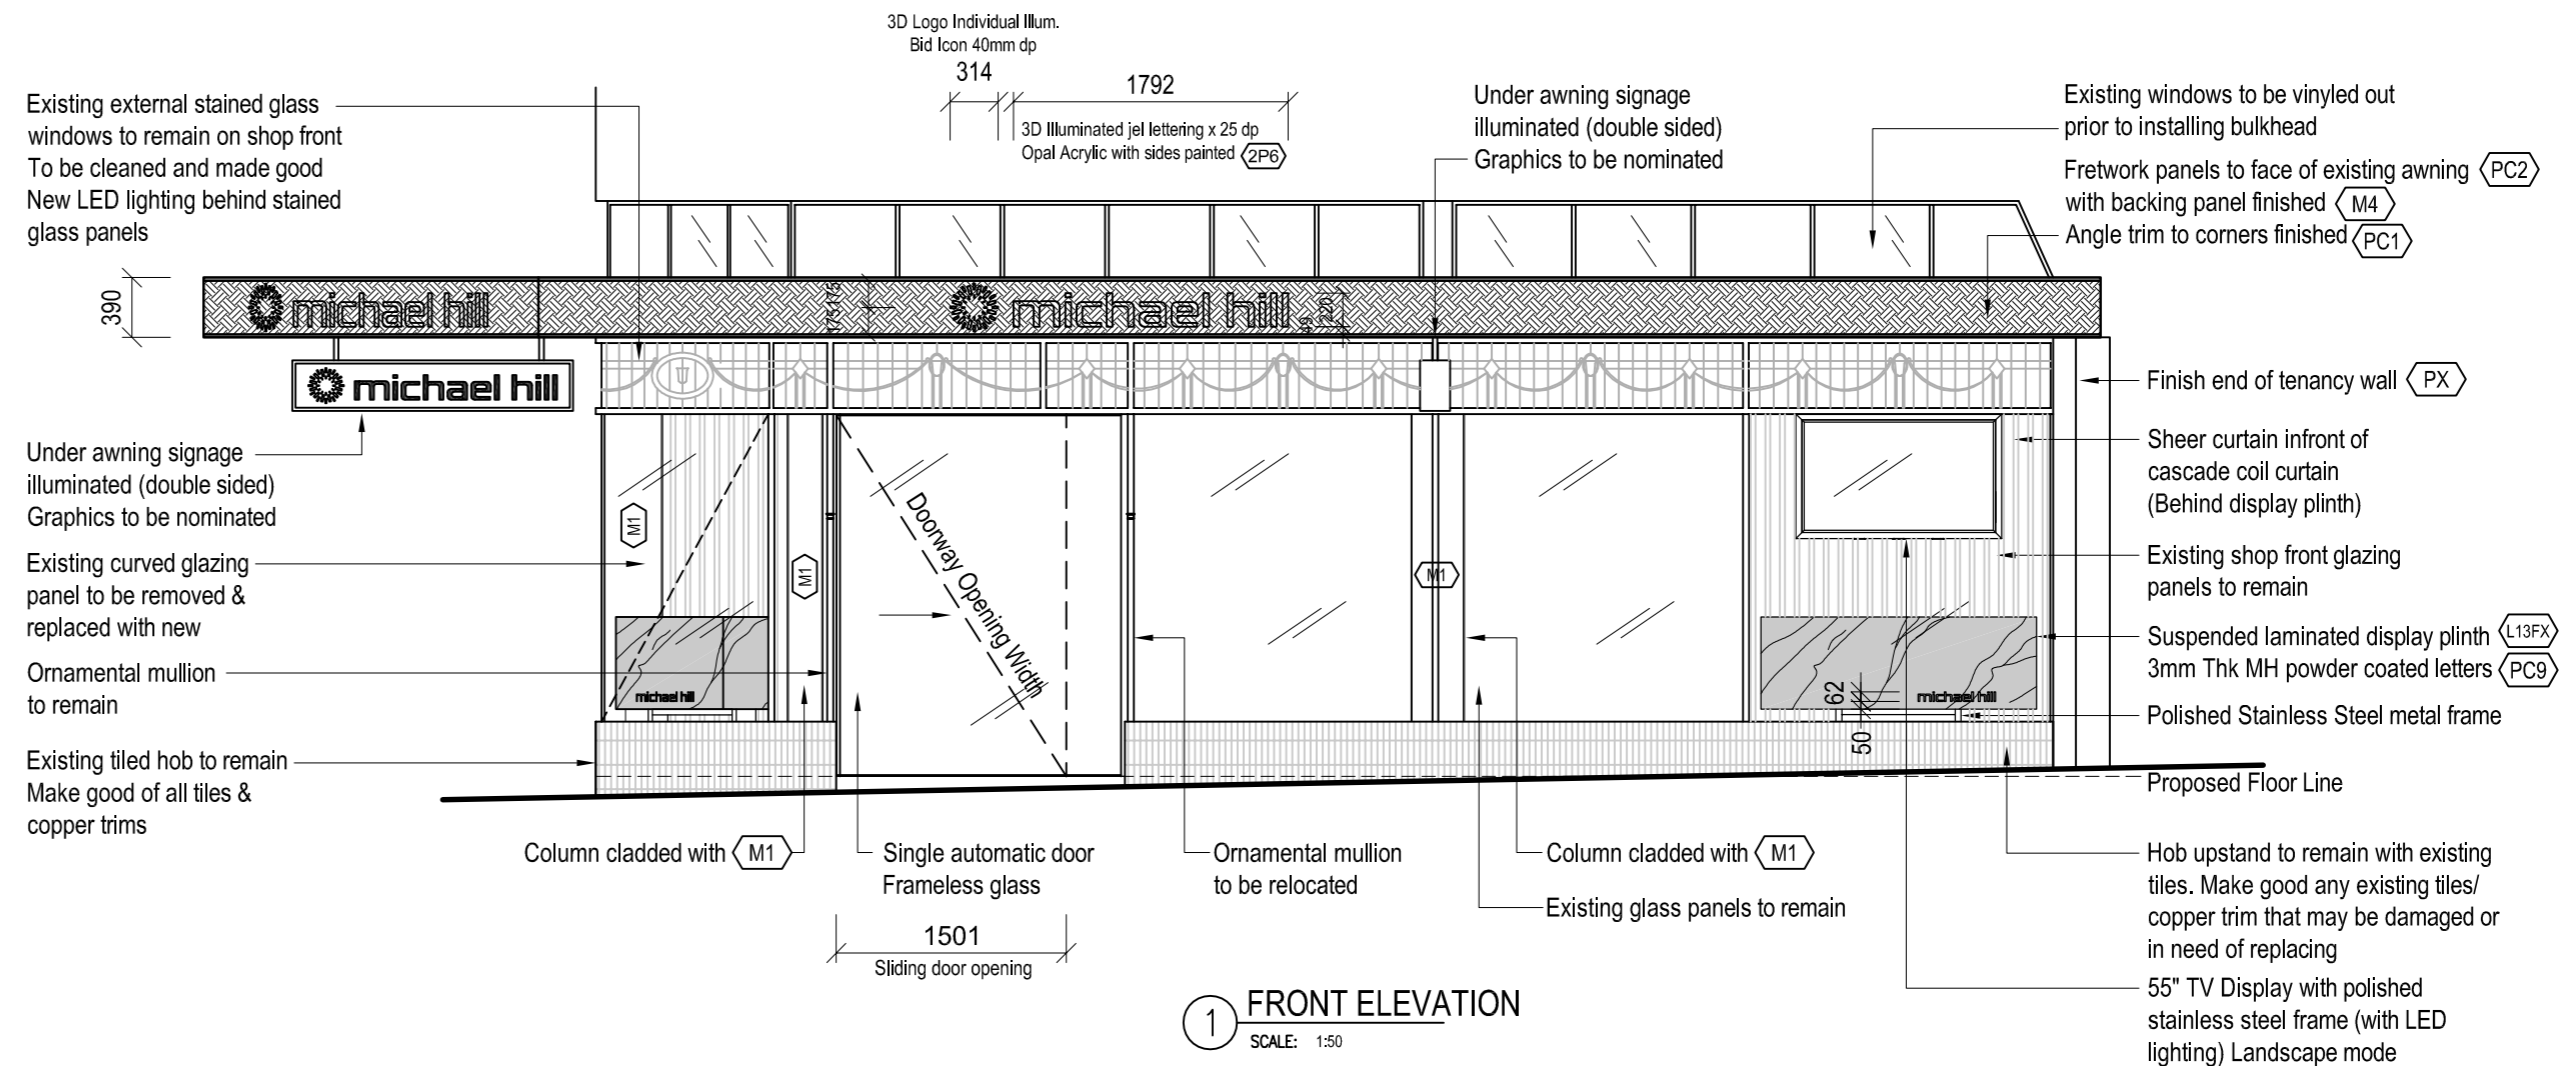 3D Logo Individual Illum.
Bid Icon 40mm dp
314
1792
3D Illuminated jel lettering x 25 dp
Opal Acrylic with sides painted 2P6
Existing external stained glass
windows to remain on shop front
To be cleaned and made good
New LED lighting behind stained
glass panels
Under awning signage
illuminated (double sided)
Graphics to be nominated
Existing windows to be vinyled out
prior to installing bulkhead
Fretwork panels to face of existing awning PC2
with backing panel finished M4
Angle trim to corners finished PC1
390
michael hill
175
175
michael hill
49
220
michael hill
U
Finish end of tenancy wall PX
Under awning signage
illuminated (double sided)
Graphics to be nominated
Sheer curtain infront of
cascade coil curtain
(Behind display plinth)
M1
M1
Doorway Opening Width
M1
Existing curved glazing
panel to be removed &
replaced with new
Existing shop front glazing
panels to remain
Ornamental mullion
to remain
michael hill
62
michael hill
50
Suspended laminated display plinth L13FX
3mm Thk MH powder coated letters PC9
Polished Stainless Steel metal frame
Existing tiled hob to remain
Make good of all tiles &
copper trims
Proposed Floor Line
Column cladded with M1
Single automatic door
Frameless glass
Ornamental mullion
to be relocated
Column cladded with M1
Existing glass panels to remain
Hob upstand to remain with existing
tiles. Make good any existing tiles/
copper trim that may be damaged or
in need of replacing
1501
Sliding door opening
55" TV Display with polished
stainless steel frame (with LED
lighting) Landscape mode
1 FRONT ELEVATION
SCALE: 1:50